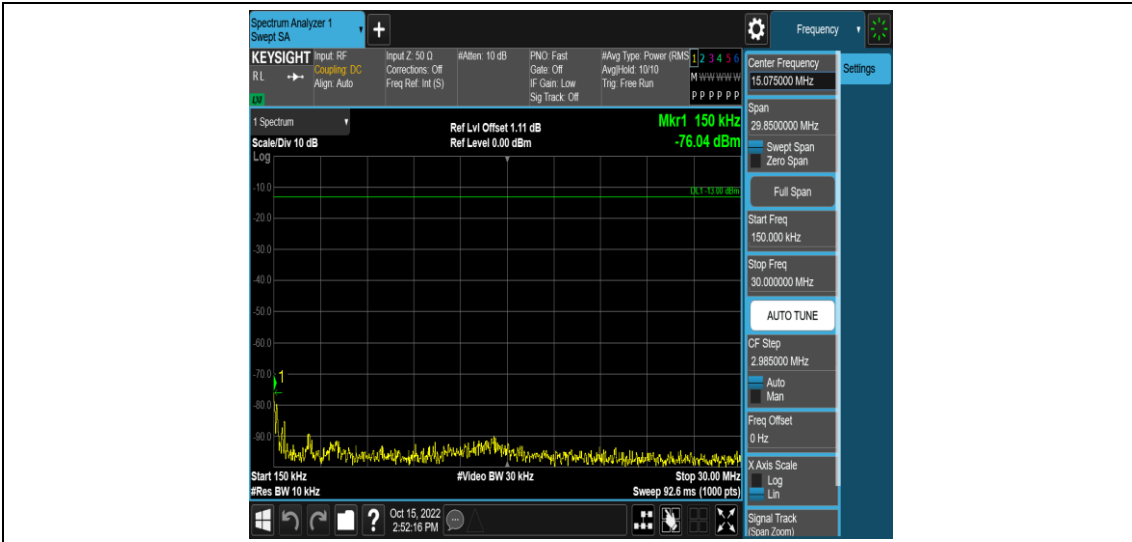 Spectrum Analyzer 1
Swept SA
+
Frequency
KEYSIGHT
RL
LXI
Input: RF
Coupling: DC
Align: Auto
Input Z: 50 Ω
Corrections: Off
Freq Ref: Int (S)
#Atten: 10 dB
PNO: Fast
Gate: Off
IF Gain: Low
Sig Track: Off
#Avg Type: Power (RMS
Avg|Hold: 10/10
Trig: Free Run
1 2 3 4 5 6
M W W W W W
P P P P P P
1 Spectrum
Scale/Div 10 dB
Log
Ref Lvl Offset 1.11 dB
Ref Level 0.00 dBm
Mkr1 150 kHz
-76.04 dBm
DL1 -13.00 dBm
-10.0
-20.0
-30.0
-40.0
-50.0
-60.0
-70.0
1
-80.0
-90.0
Start 150 kHz
#Res BW 10 kHz
#Video BW 30 kHz
Stop 30.00 MHz
Sweep 92.6 ms (1000 pts)
Center Frequency
15.075000 MHz
Settings
Span
29.8500000 MHz
Swept Span
Zero Span
Full Span
Start Freq
150.000 kHz
Stop Freq
30.000000 MHz
AUTO TUNE
CF Step
2.985000 MHz
Auto
Man
Freq Offset
0 Hz
X Axis Scale
Log
Lin
Signal Track
(Span Zoom)
?
Oct 15, 2022
2:52:16 PM